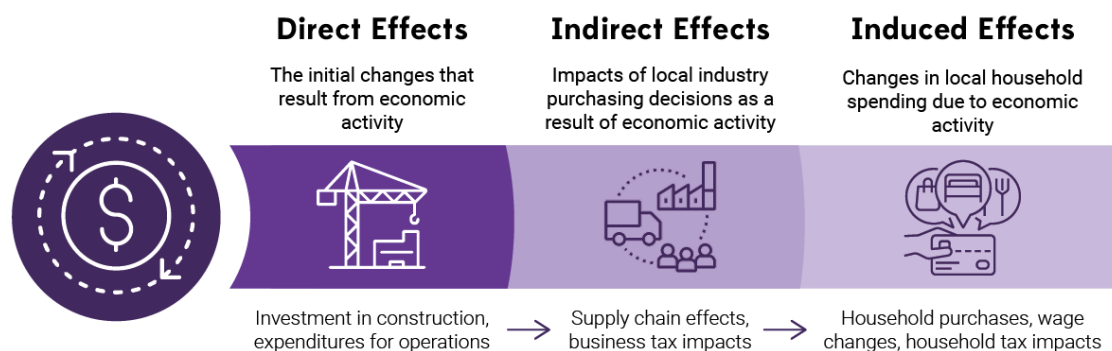 Direct Effects
The initial changes that
result from economic
activity
Indirect Effects
Impacts of local industry
purchasing decisions as a
result of economic activity
Induced Effects
Changes in local household
spending due to economic
activity
$
Investment in construction,
expenditures for operations
Supply chain effects,
business tax impacts
Household purchases, wage
changes, household tax impacts